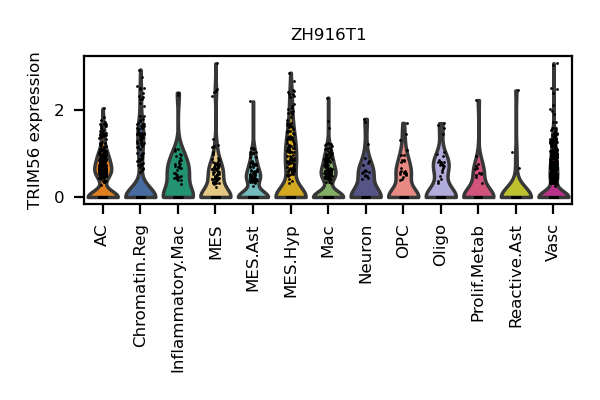 ZH916T1
TRIM56 expression
2
0
AC
Chromatin.Reg
Inflammatory.Mac
MES
MES.Ast
MES.Hyp
Mac
Neuron
OPC
Oligo
Prolif.Metab
Reactive.Ast
Vasc